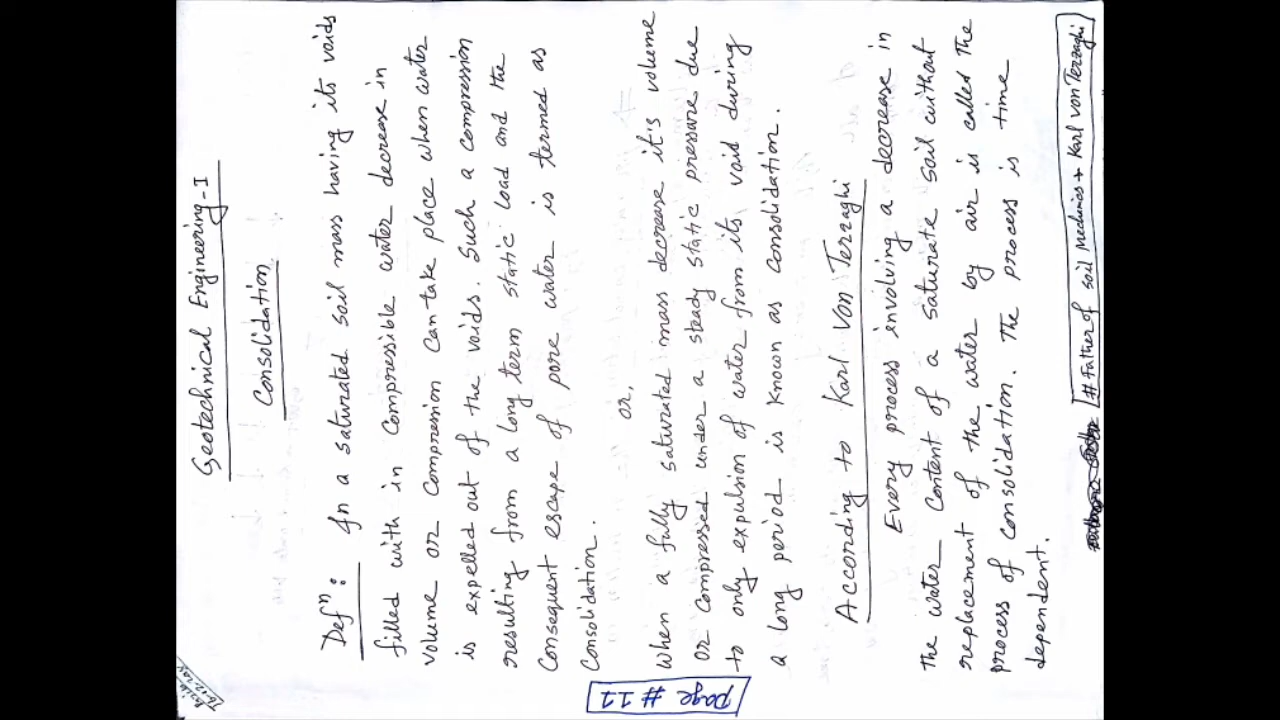 Geotechnical Engineering-I
Consolidation
Defⁿ: In a saturated soil mass having its voids
filled with in compressible water decrease in
volume or compression can take place when water
is expelled out of the voids. Such a compression
resulting from a long term static load and the
Consequent escape of pore water is termed as
Consolidation.
or,
When a fully saturated mass decrease it's volume
or compressed under a steady static pressure due
to only expulsion of water from its void during
a long period is known as consolidation.
According to Karl Von Terzaghi
Every process involving a decrease in
the water content of a saturate soil without
replacement of the water by air is called the
process of consolidation. The process is time
dependent.
# Father of soil Mechanics → Karl von Terzaghi
page # 11